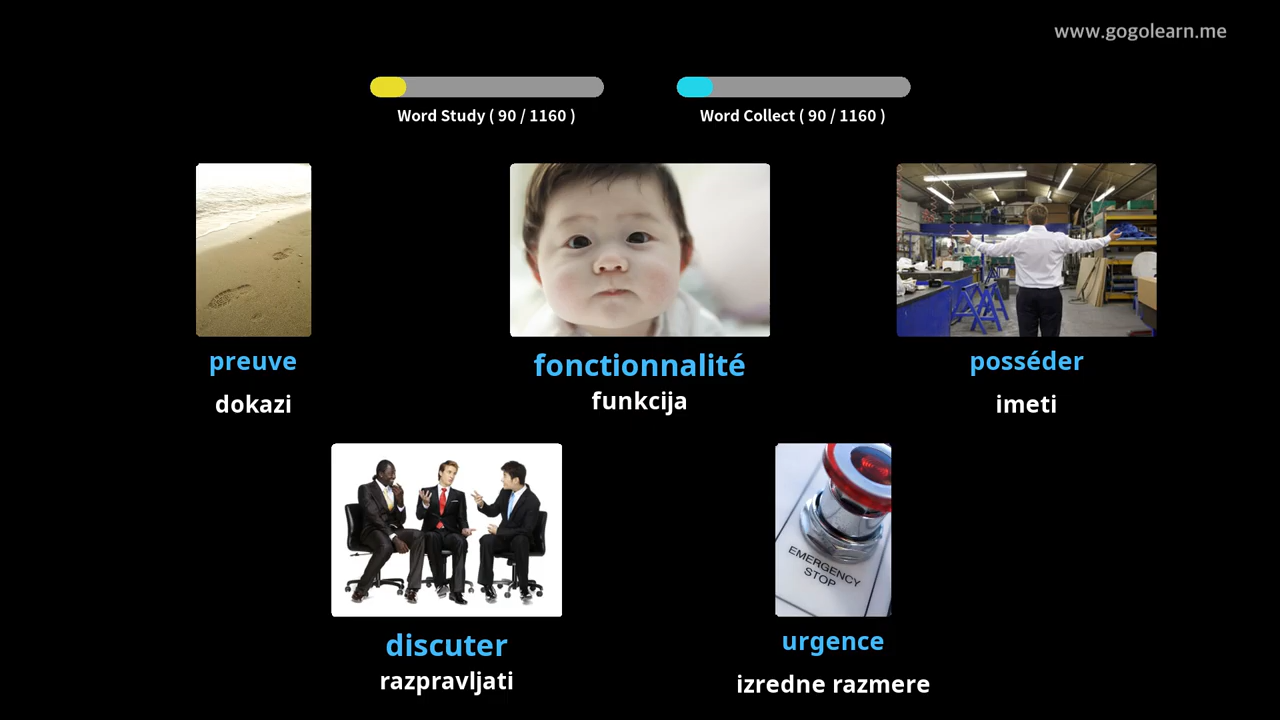 www.gogolearn.me
Word Study ( 90 / 1160 )
Word Collect ( 90 / 1160 )
preuve
dokazi
fonctionnalité
funkcija
posséder
imeti
discuter
razpravljati
EMERGENCY
STOP
urgence
izredne razmere